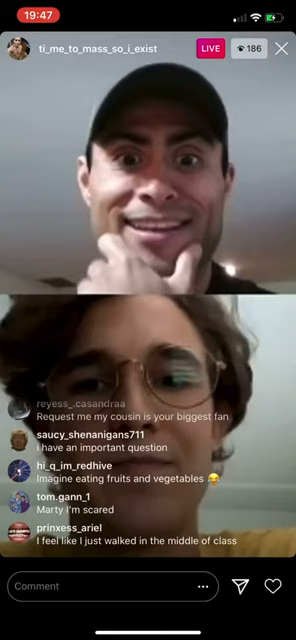 19:47
ti_me_to_mass_so_i_exist
LIVE
186
reyess_.casandraa
Request me my cousin is your biggest fan
saucy_shenanigans711
i have an important question
hi_q_im_redhive
Imagine eating fruits and vegetables 😂
tom.gann_1
Marty I'm scared
prinxess_ariel
I feel like I just walked in the middle of class
Comment